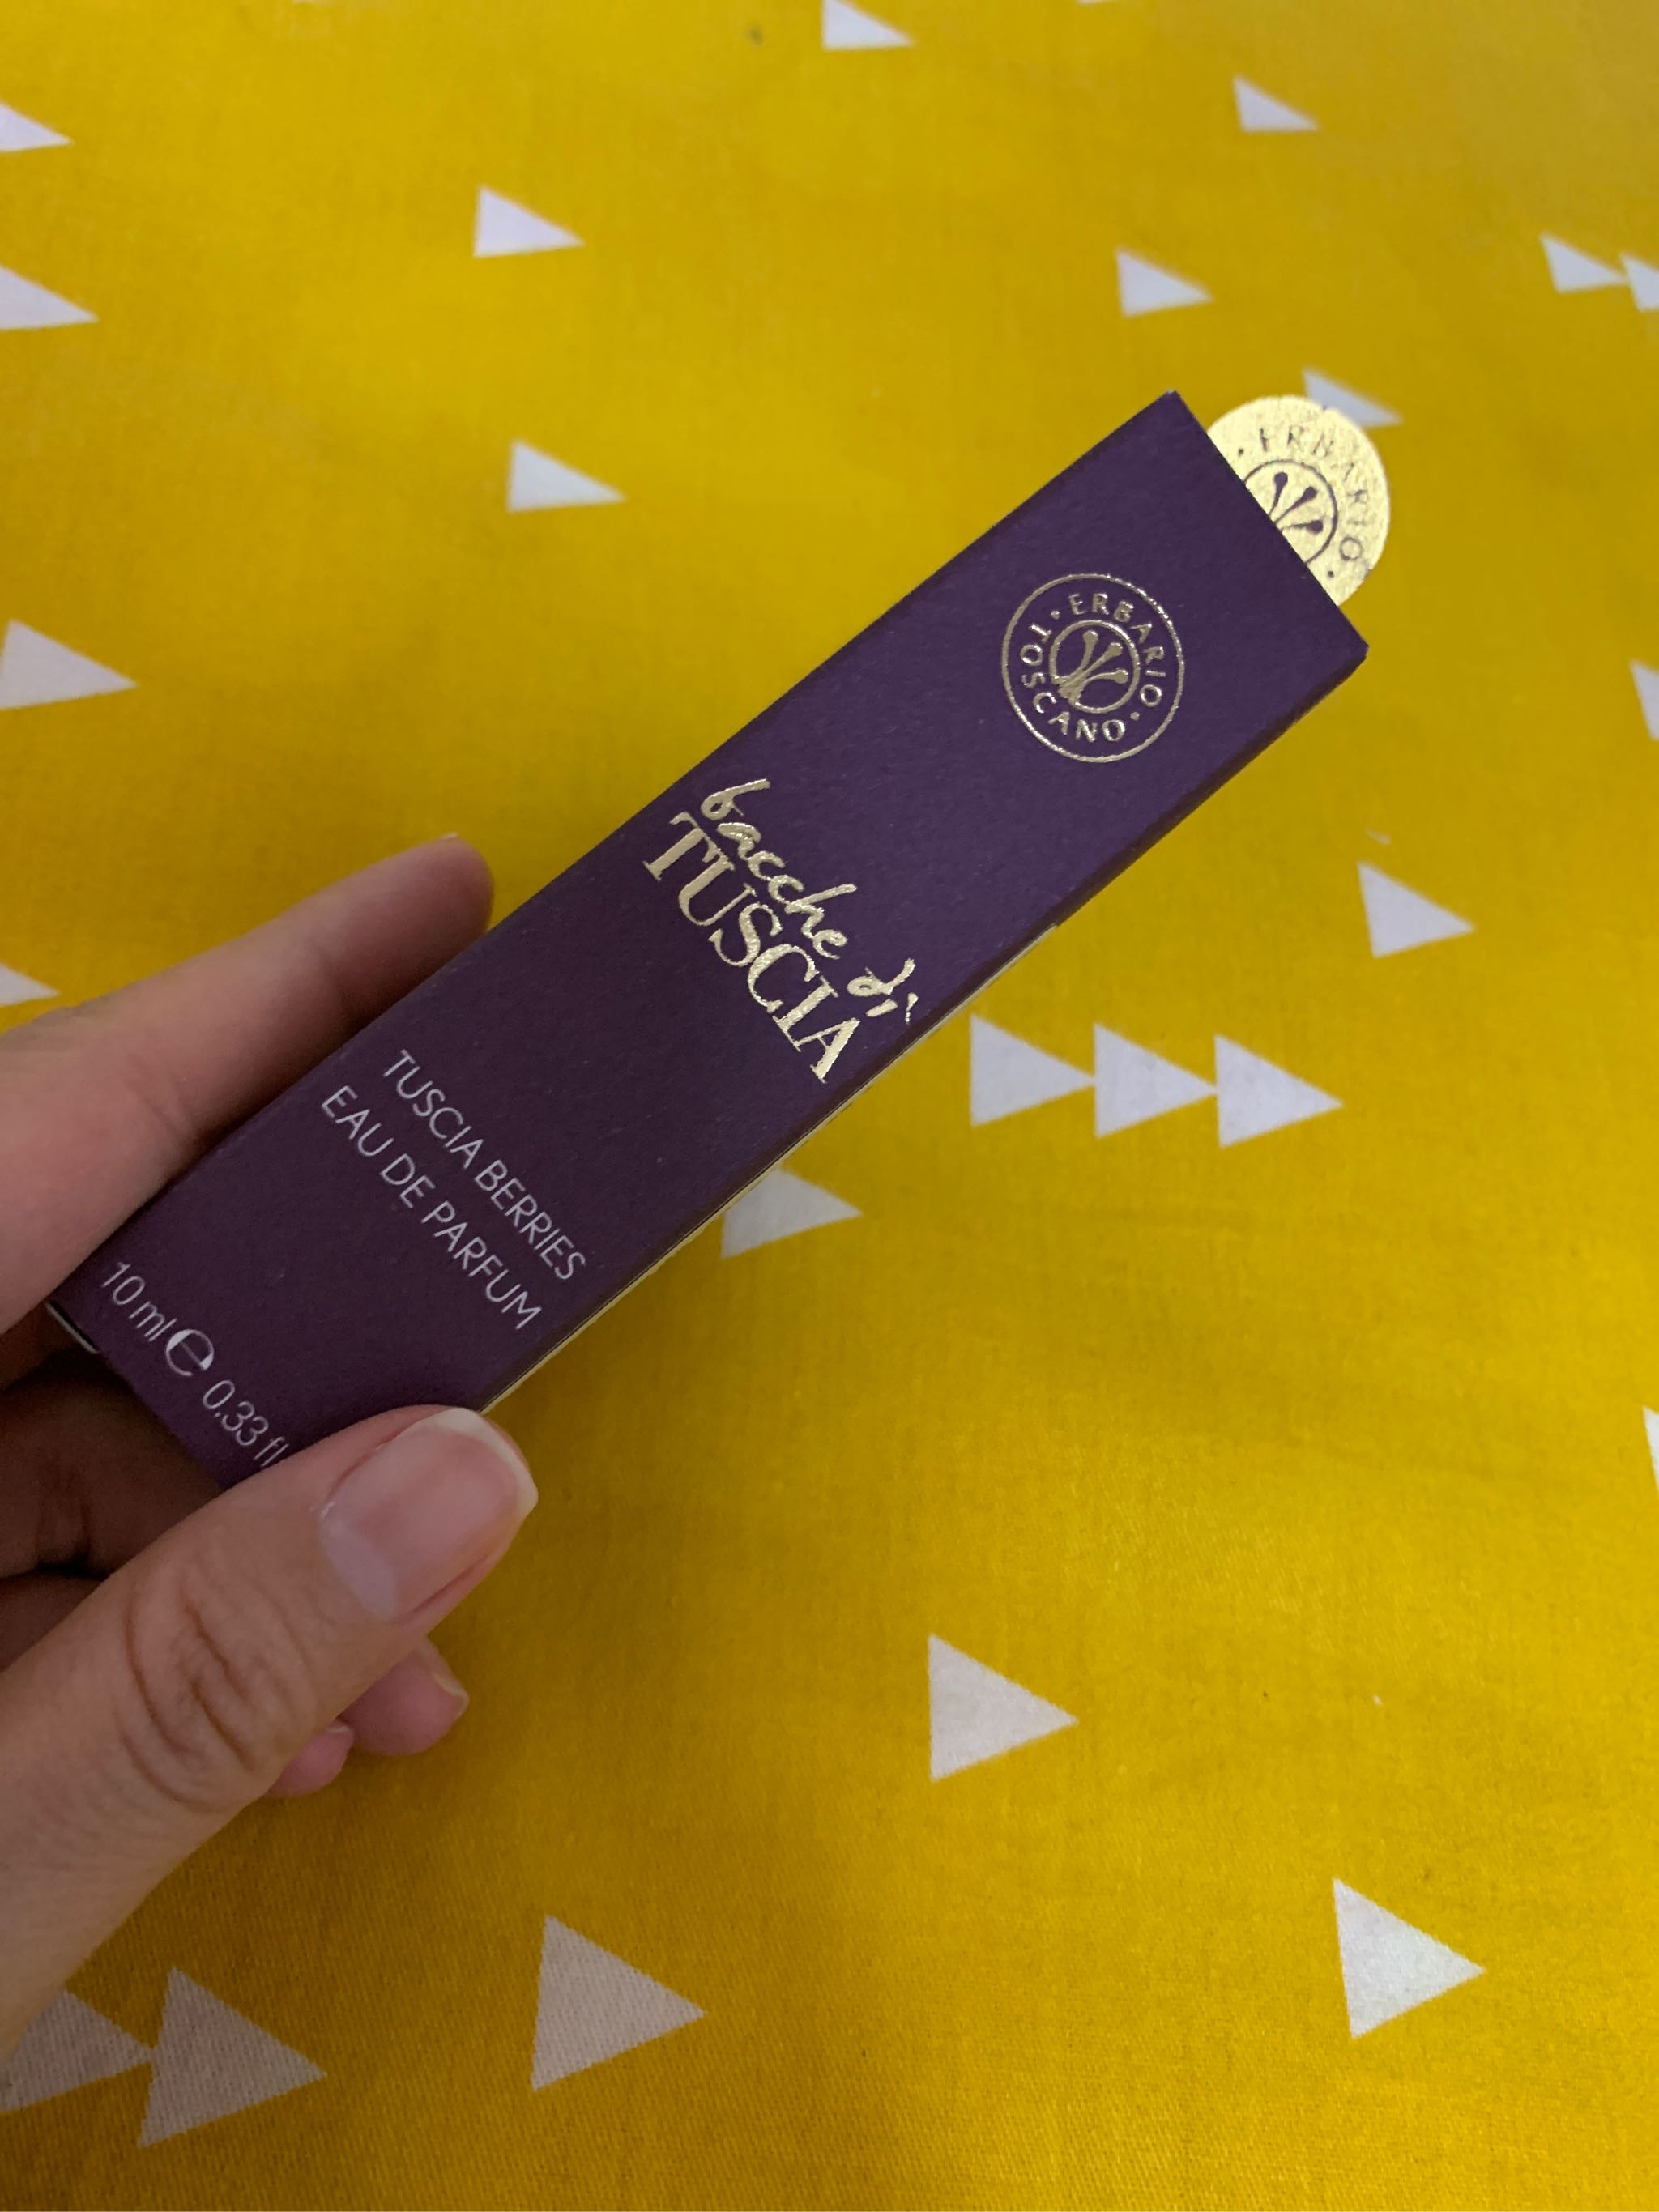 ERBARIO
ERBARIO
TOSCANO
bacche di
TUSCIA
TUSCIA BERRIES
EAU DE PARFUM
10 ml e 0.33 fl